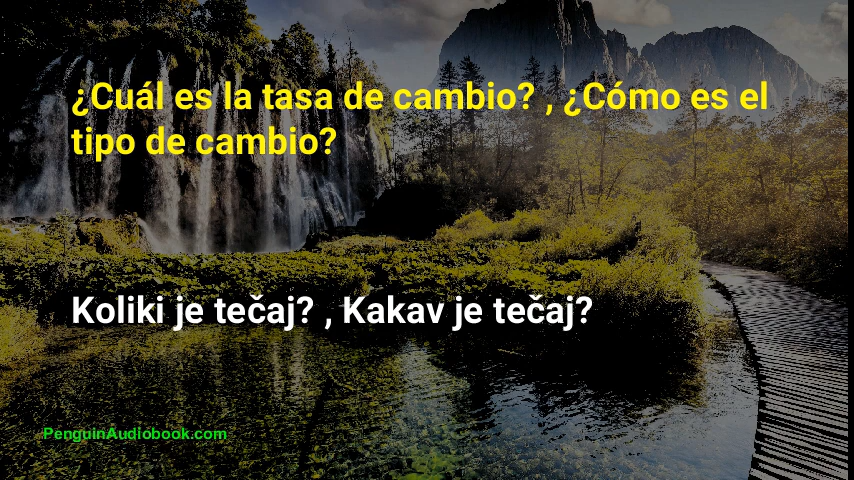 ¿Cuál es la tasa de cambio? , ¿Cómo es el
tipo de cambio?
Koliki je tečaj? , Kakav je tečaj?
PenguinAudiobook.com